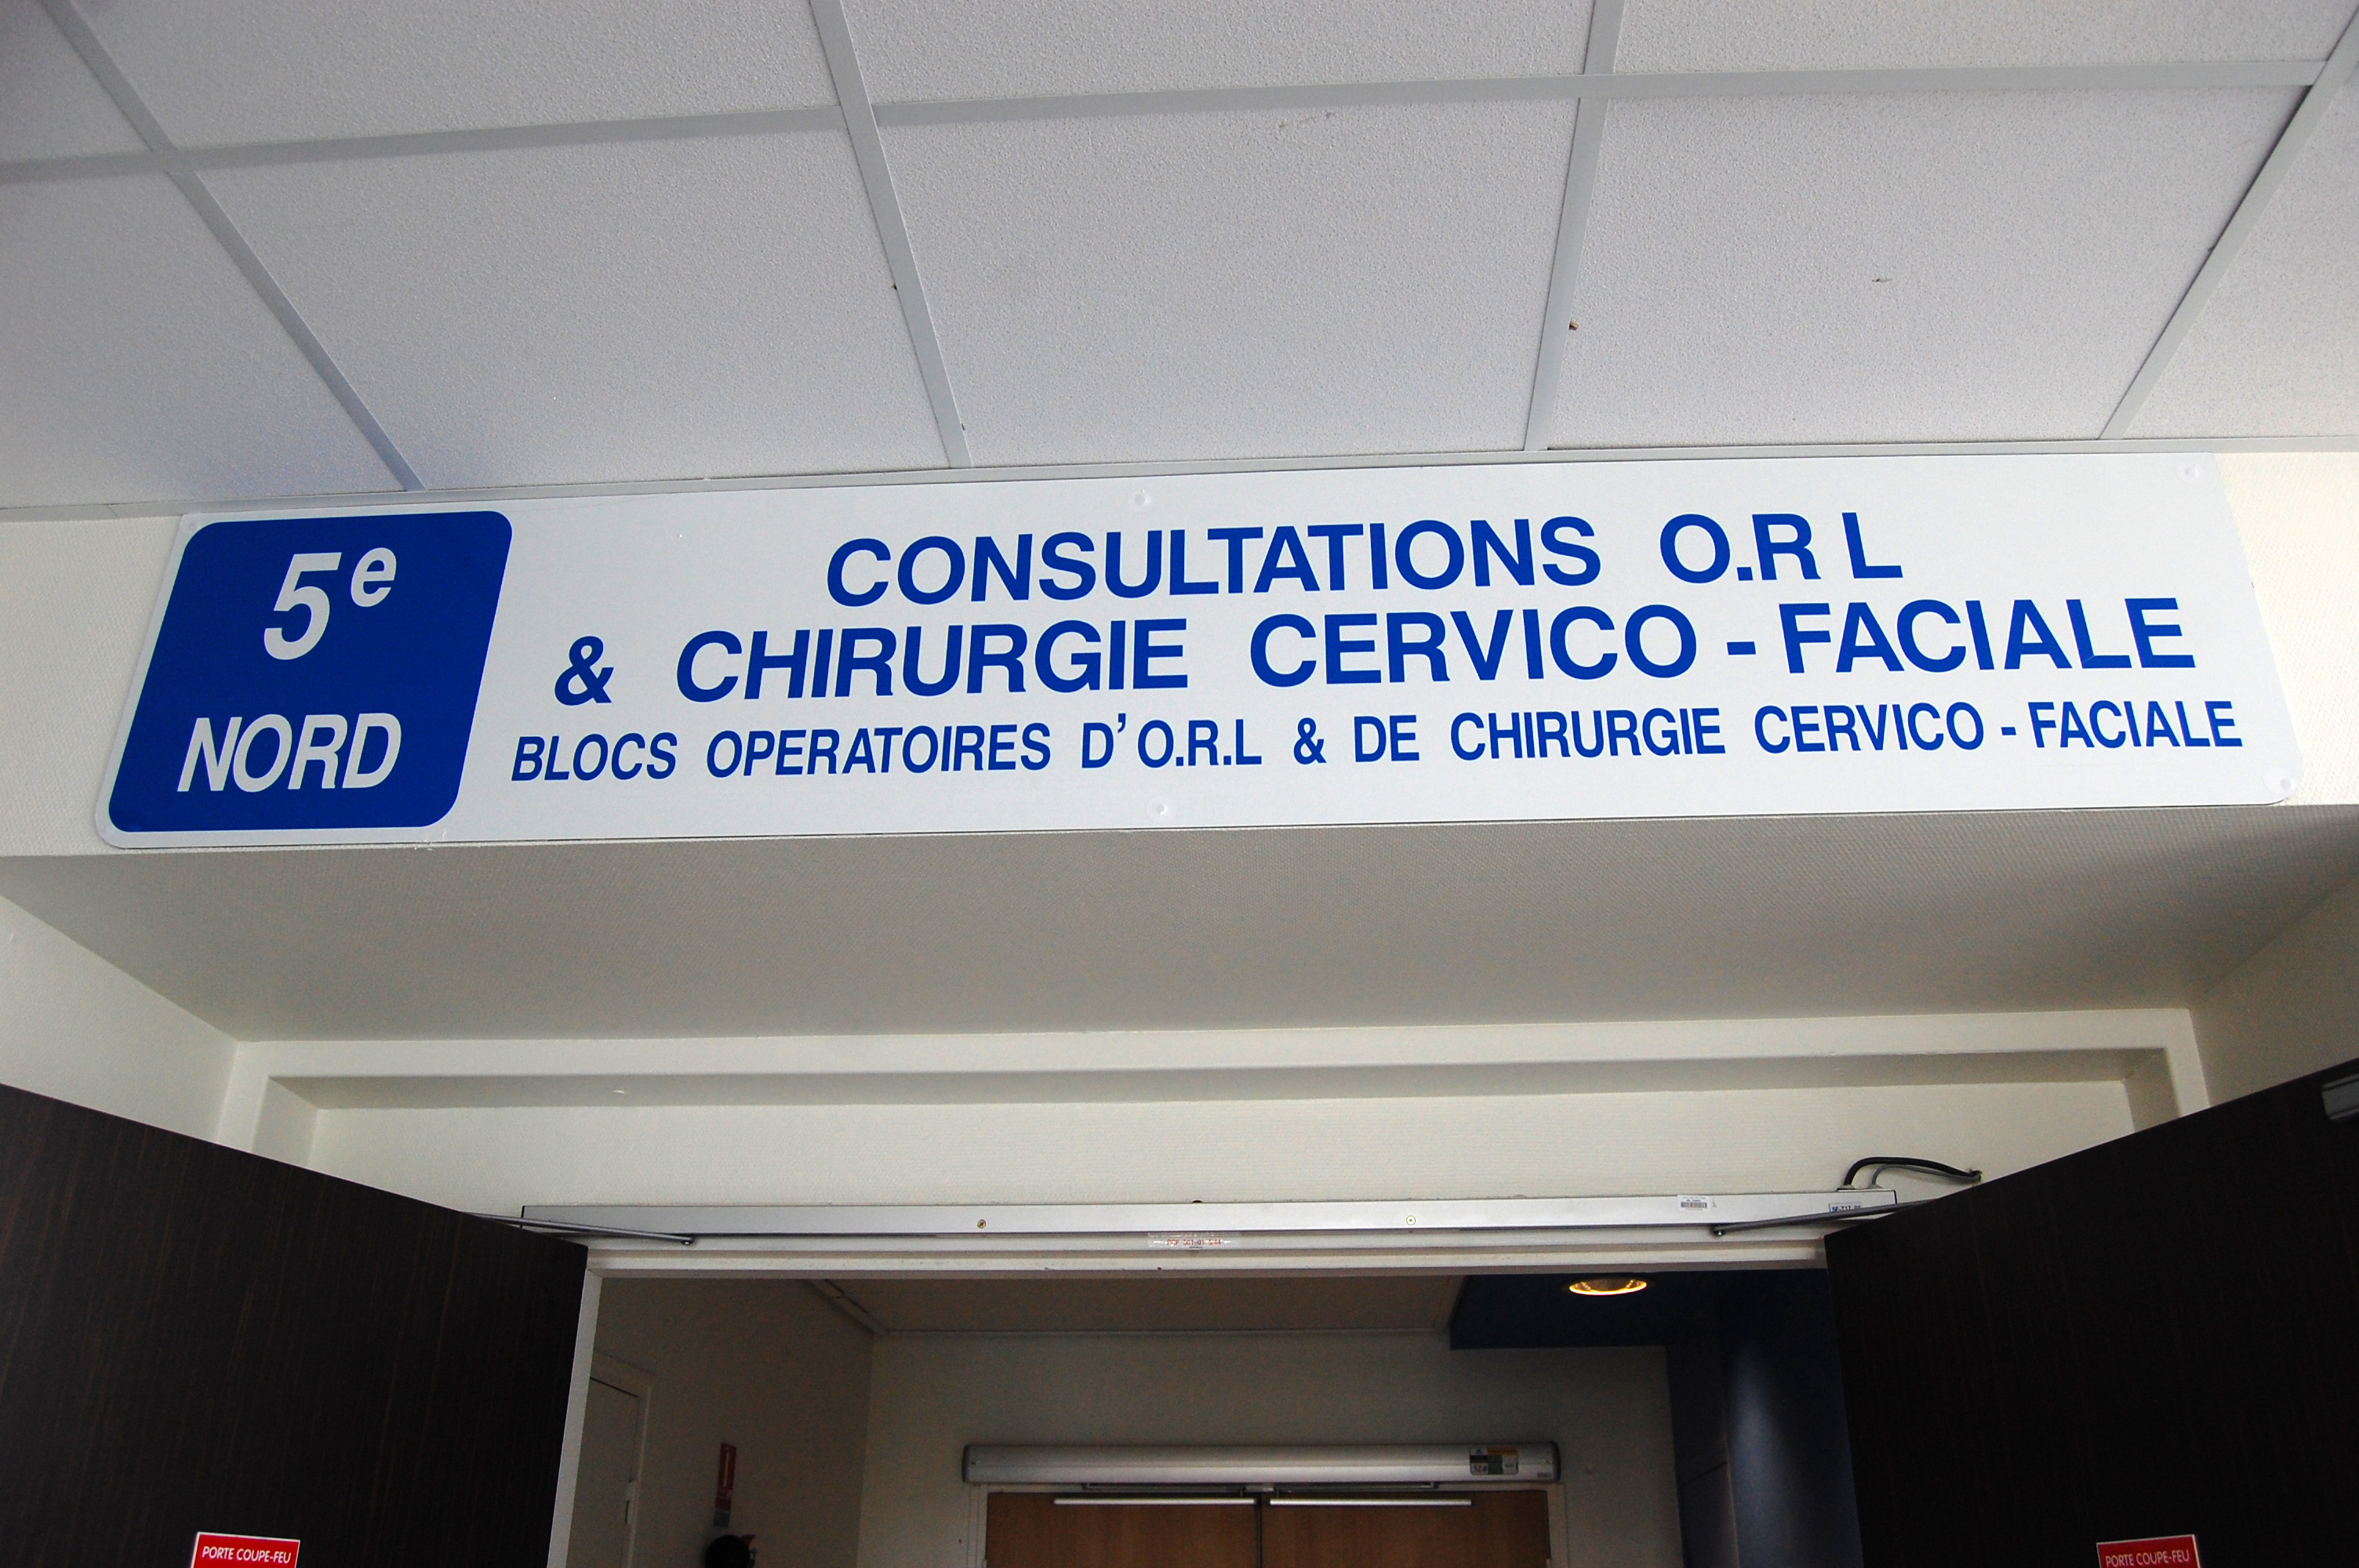 5e
NORD
CONSULTATIONS O.R L
& CHIRURGIE CERVICO - FACIALE
BLOCS OPERATOIRES D'O.R.L & DE CHIRURGIE CERVICO - FACIALE
PORTE COUPE-FEU
PORTE COUPE-FEU